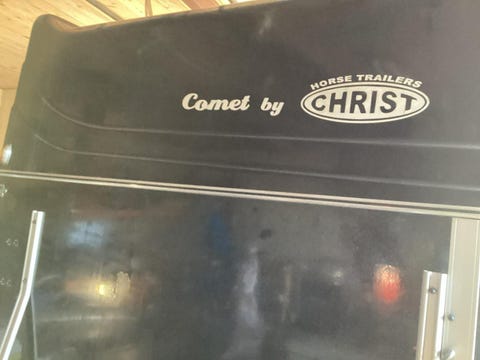 Comet by
HORSE TRAILERS
CHRIST